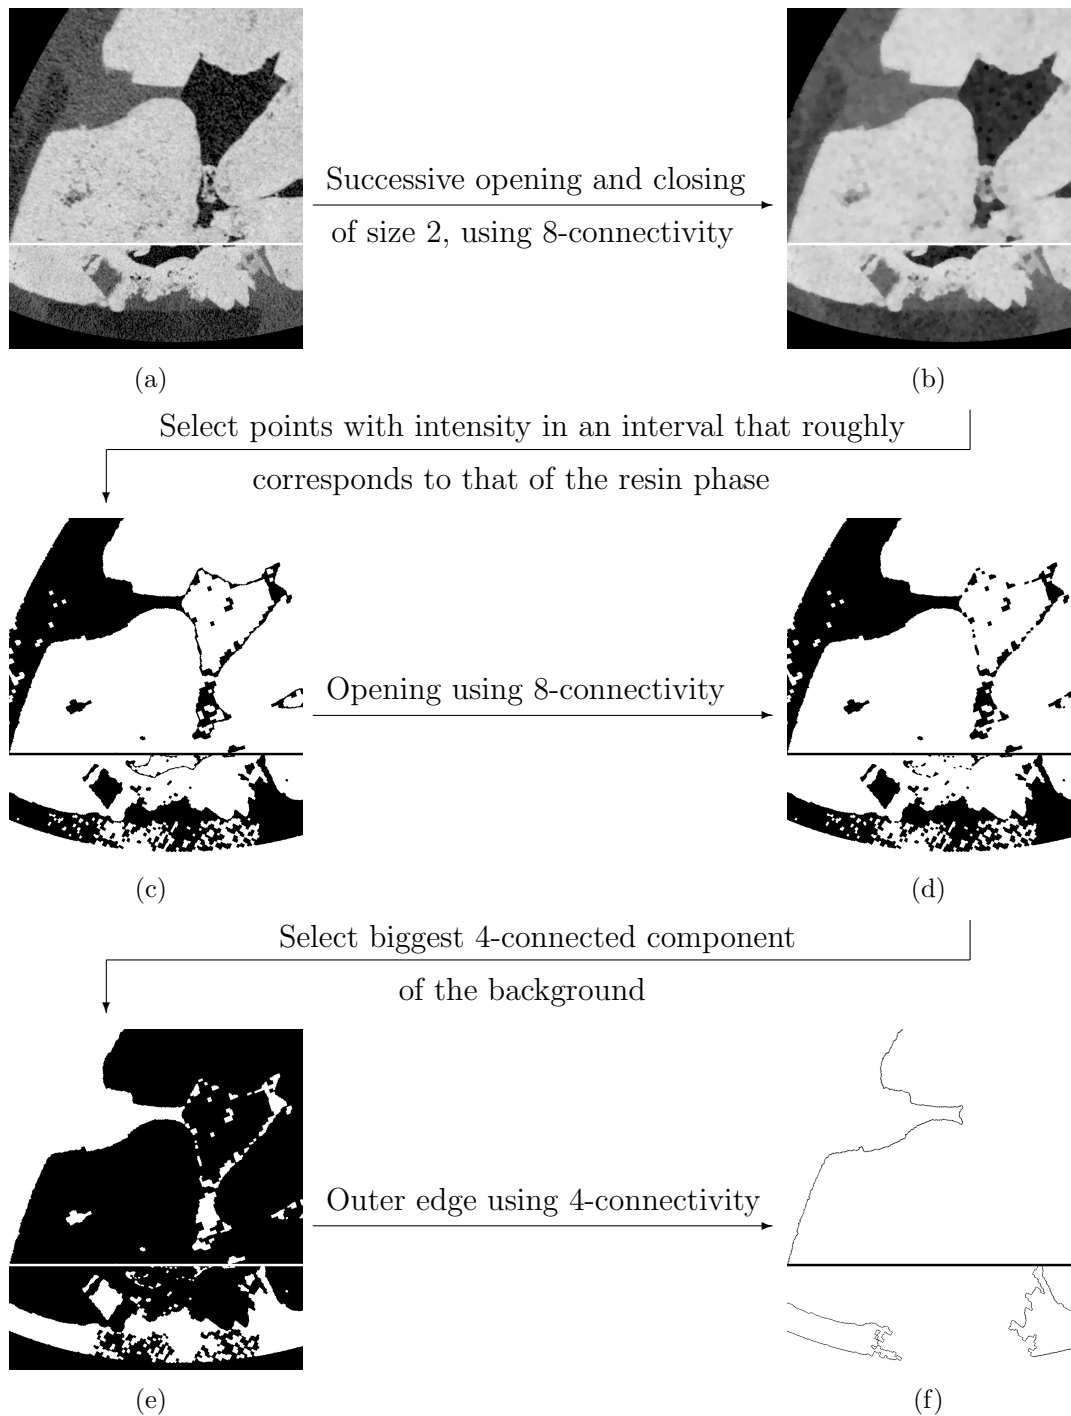 Successive opening and closing
of size 2, using 8-connectivity
(a)
(b)
Select points with intensity in an interval that roughly
corresponds to that of the resin phase
Opening using 8-connectivity
(c)
(d)
Select biggest 4-connected component
of the background
Outer edge using 4-connectivity
(e)
(f)